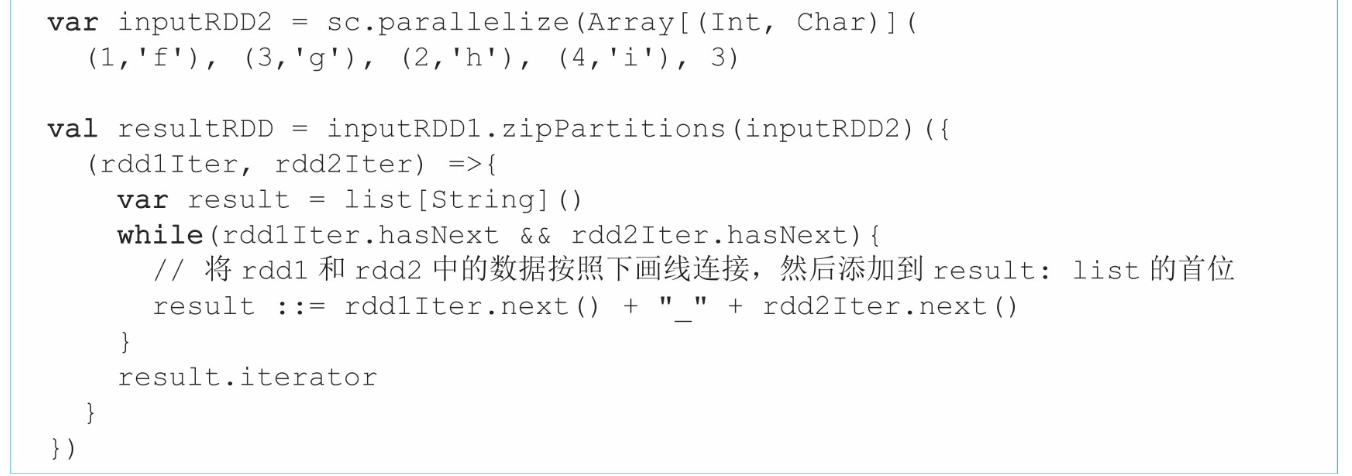 var inputRDD2 = sc.parallelize(Array[(Int, Char)](
  (1,'f'), (3,'g'), (2,'h'), (4,'i'), 3)

val resultRDD = inputRDD1.zipPartitions(inputRDD2)({
  (rdd1Iter, rdd2Iter) =>{
    var result = list[String]()
    while(rdd1Iter.hasNext && rdd2Iter.hasNext){
      // 将 rdd1 和 rdd2 中的数据按照下画线连接，然后添加到 result: list 的首位
      result ::= rdd1Iter.next() + "_" + rdd2Iter.next()
    }
    result.iterator
  }
})